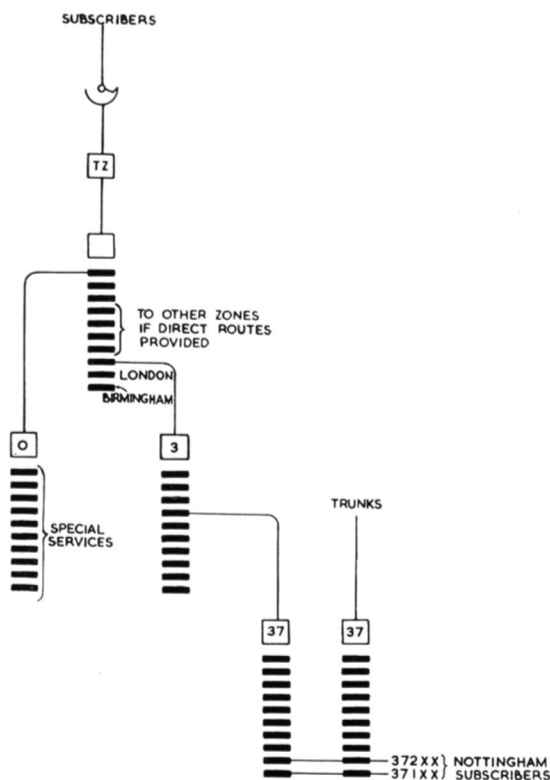 SUBSCRIBERS
TZ
TO OTHER ZONES
IF DIRECT ROUTES
PROVIDED
LONDON
BIRMINGHAM
O
3
SPECIAL
SERVICES
TRUNKS
37
37
372XX
371XX
NOTTINGHAM
SUBSCRIBERS